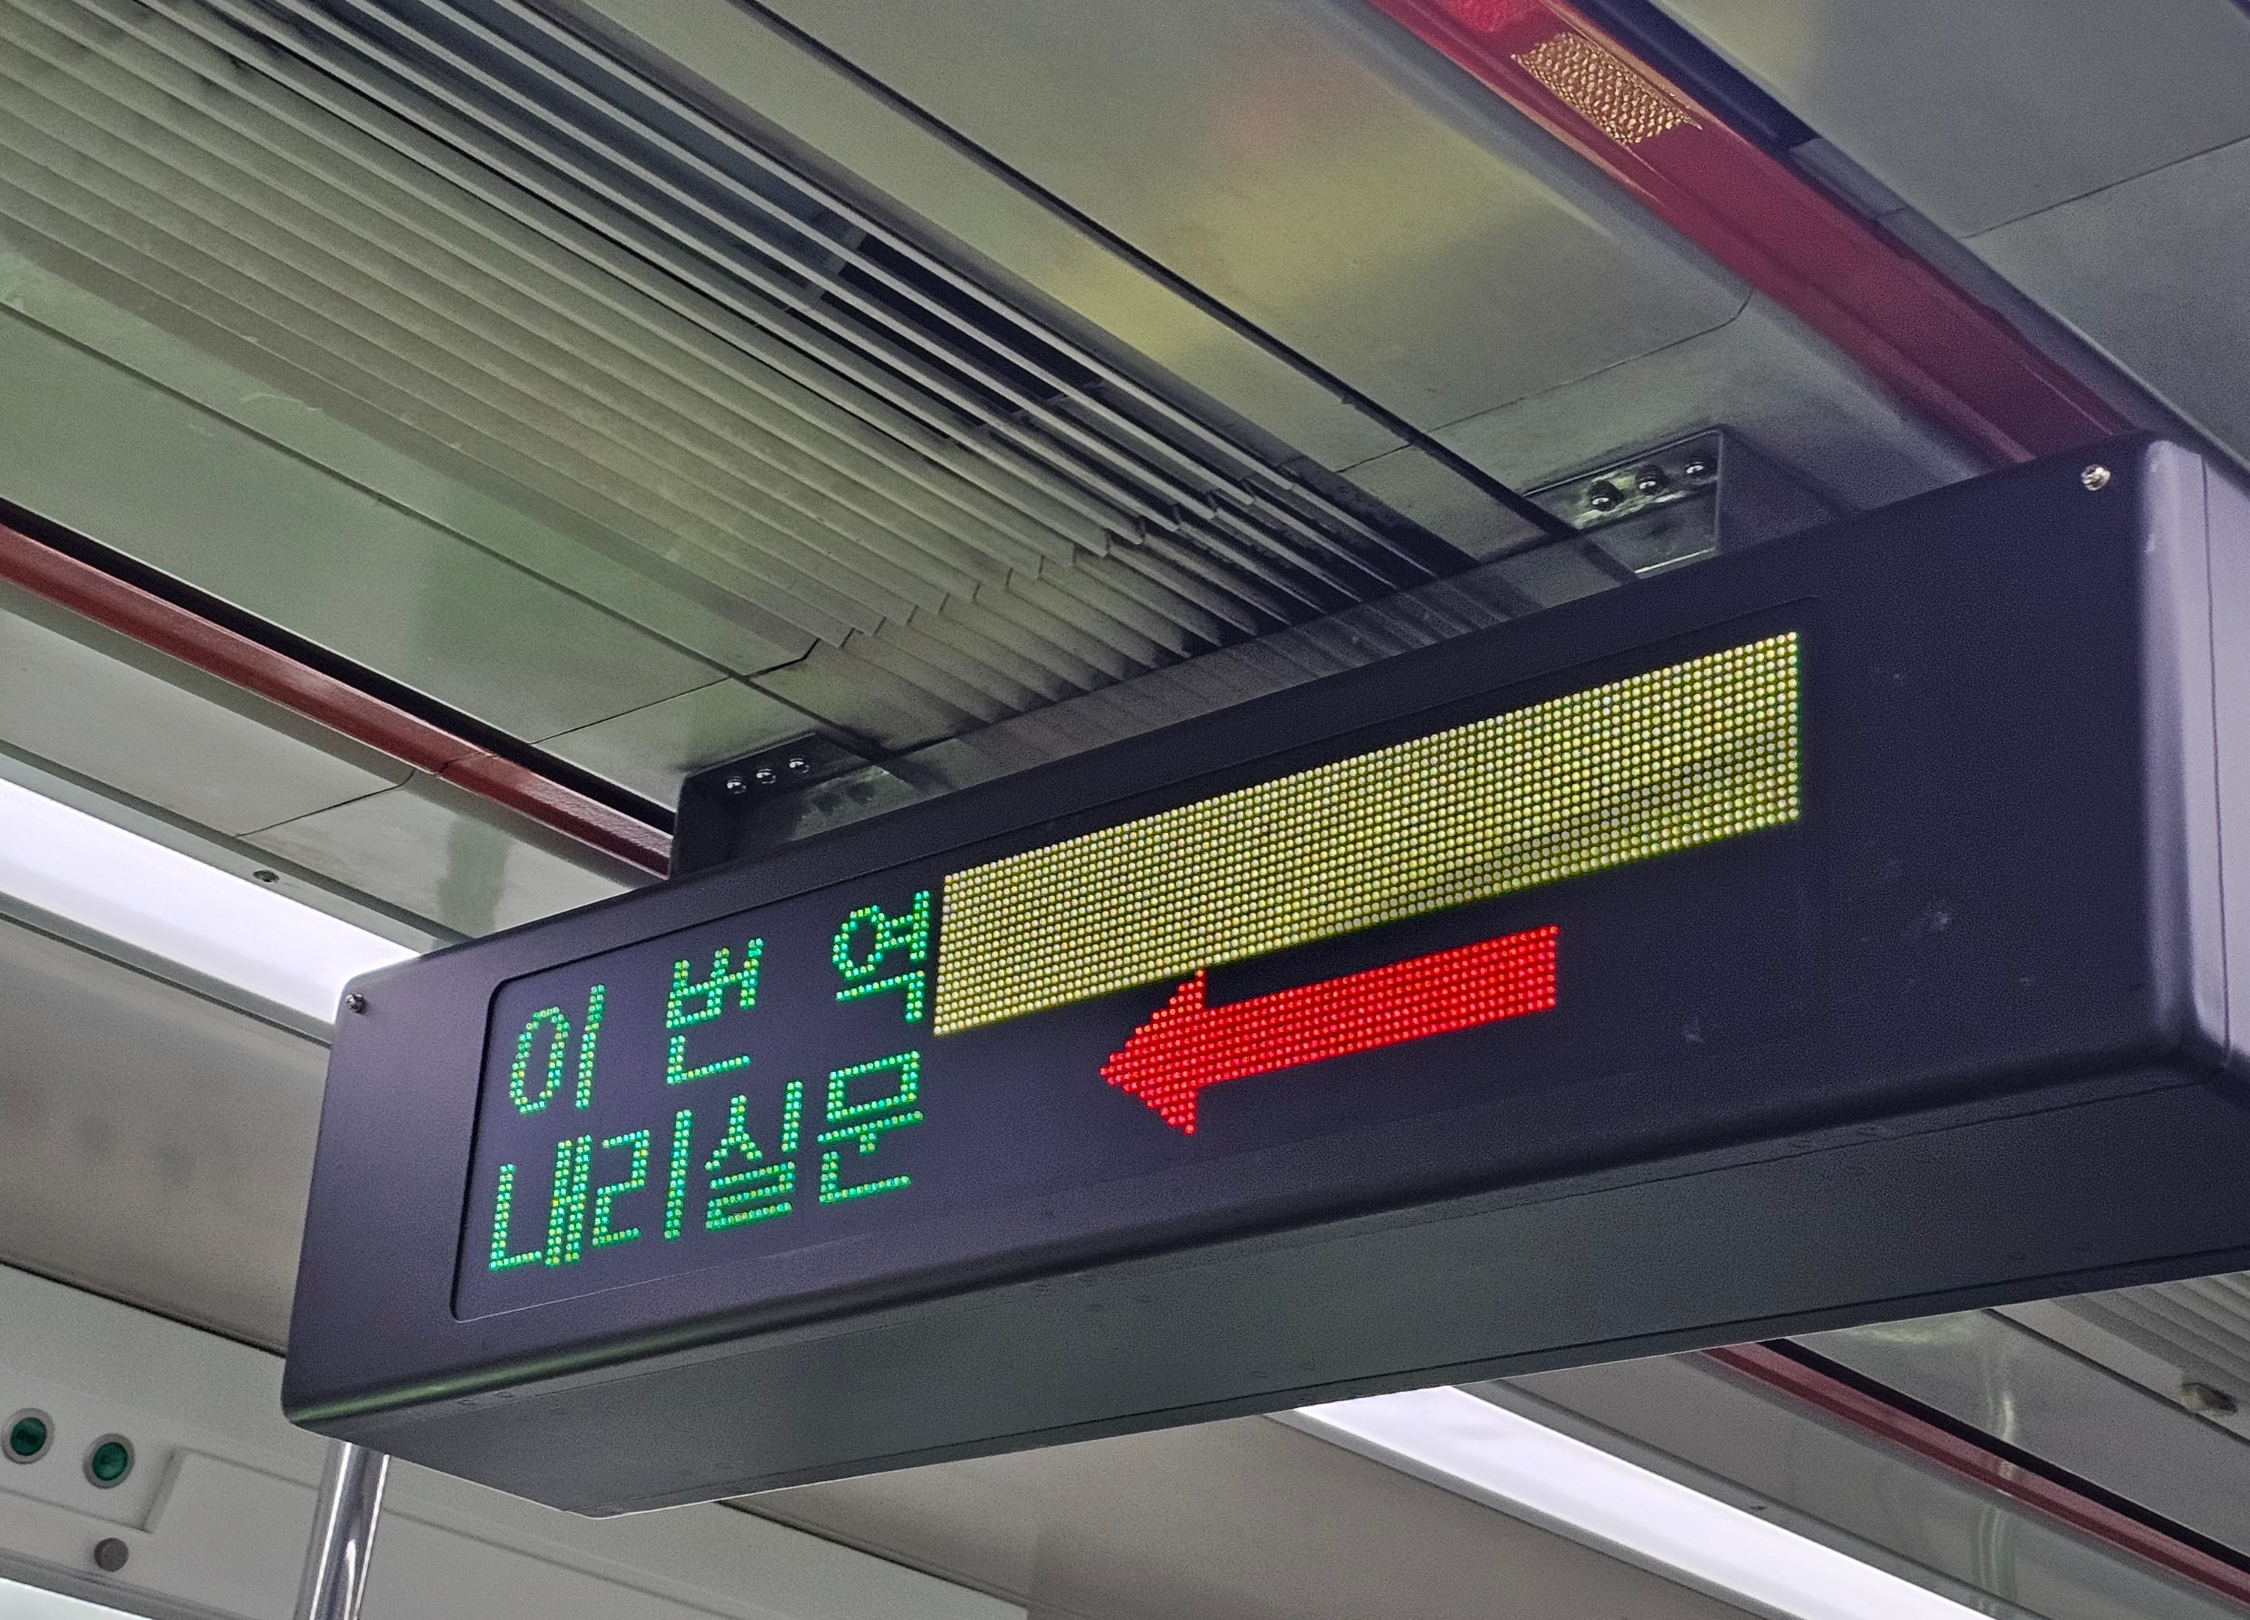 이 번 역
내리실문